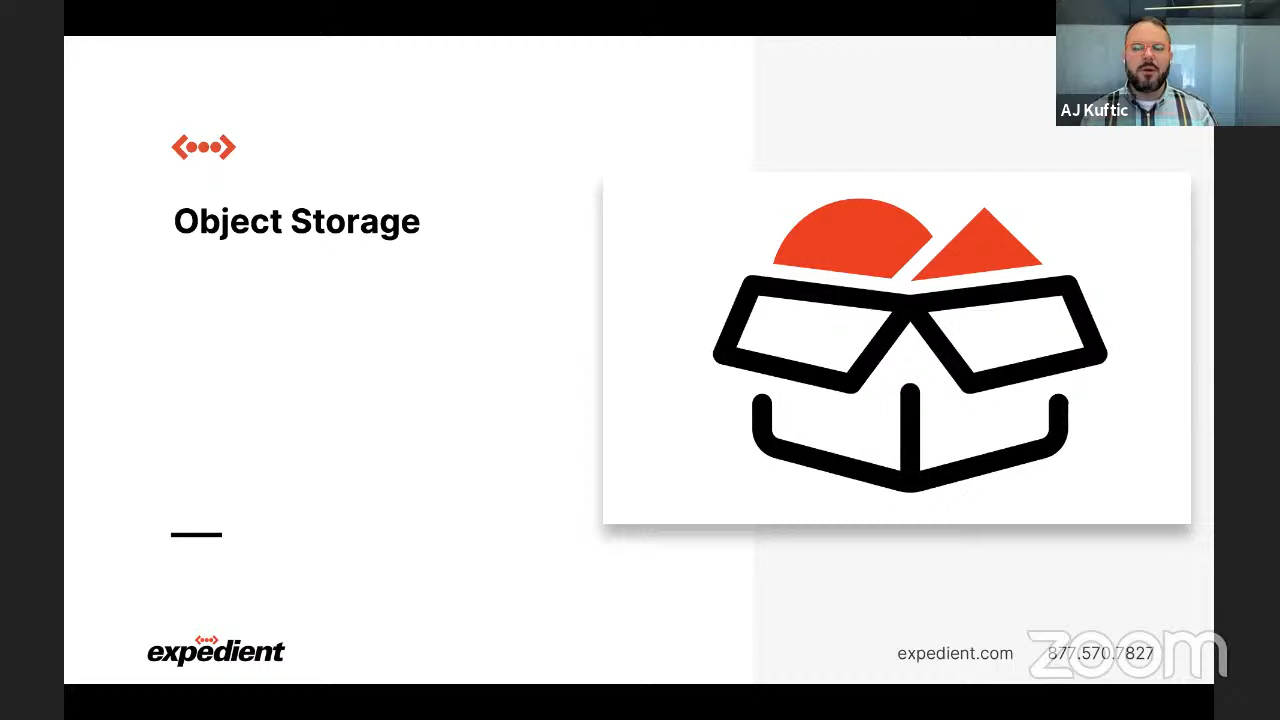 AJ Kuftic
Object Storage
expedient
expedient.com 877.570.7827
zoom